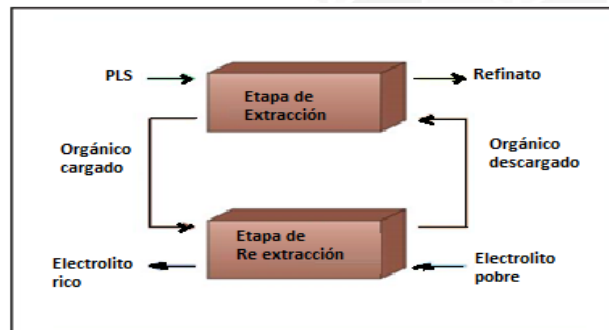 PLS
Etapa de
Extracción
Refinato
Orgánico
cargado
Orgánico
descargado
Etapa de
Re extracción
Electrolito
rico
Electrolito
pobre